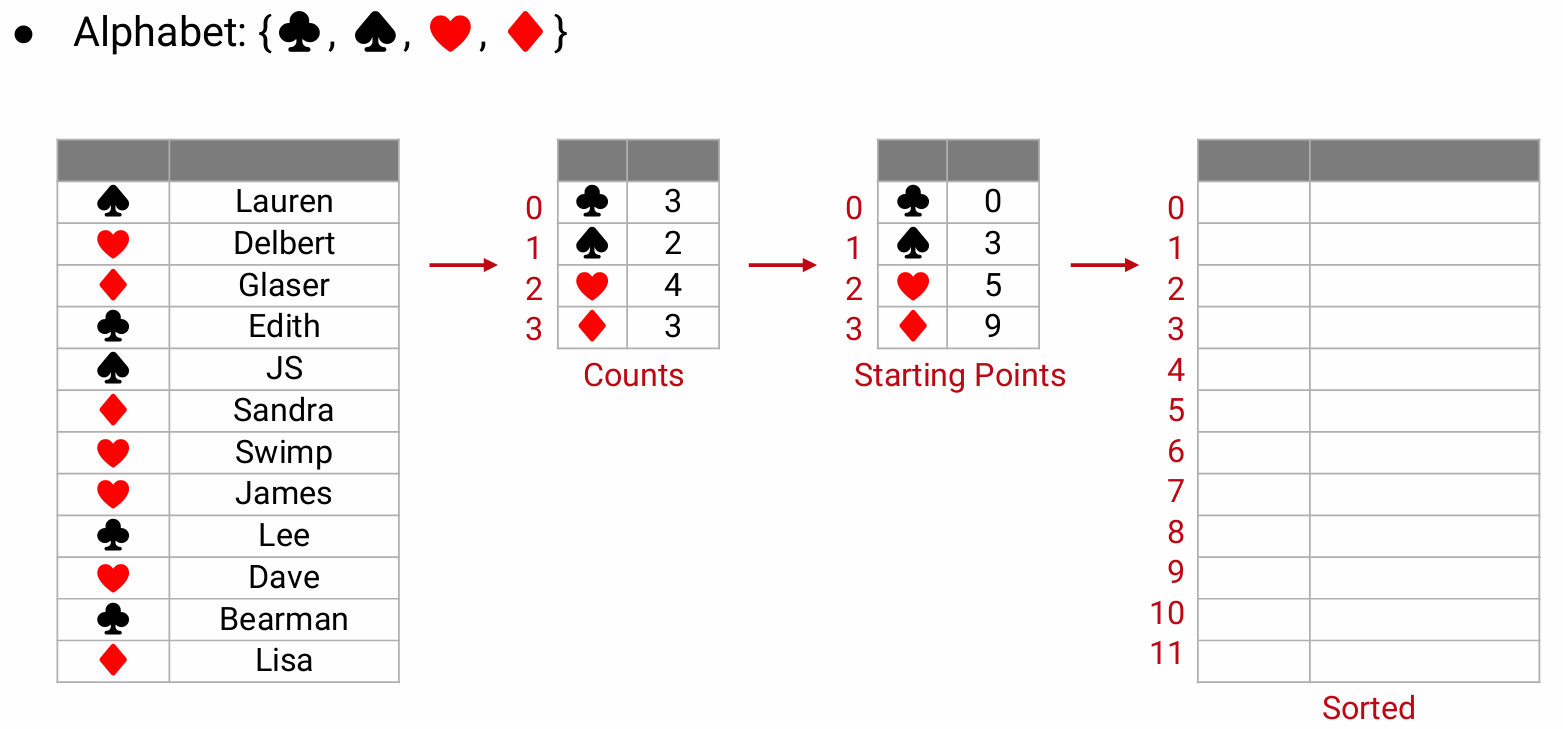 ● Alphabet: {♣, ♠, ♥, ♦}
♠ Lauren
♥ Delbert
♦ Glaser
♣ Edith
♠ JS
♦ Sandra
♥ Swimp
♥ James
♣ Lee
♥ Dave
♣ Bearman
♦ Lisa
0 ♣ 3
1 ♠ 2
2 ♥ 4
3 ♦ 3
Counts
0 ♣ 0
1 ♠ 3
2 ♥ 5
3 ♦ 9
Starting Points
0
1
2
3
4
5
6
7
8
9
10
11
Sorted